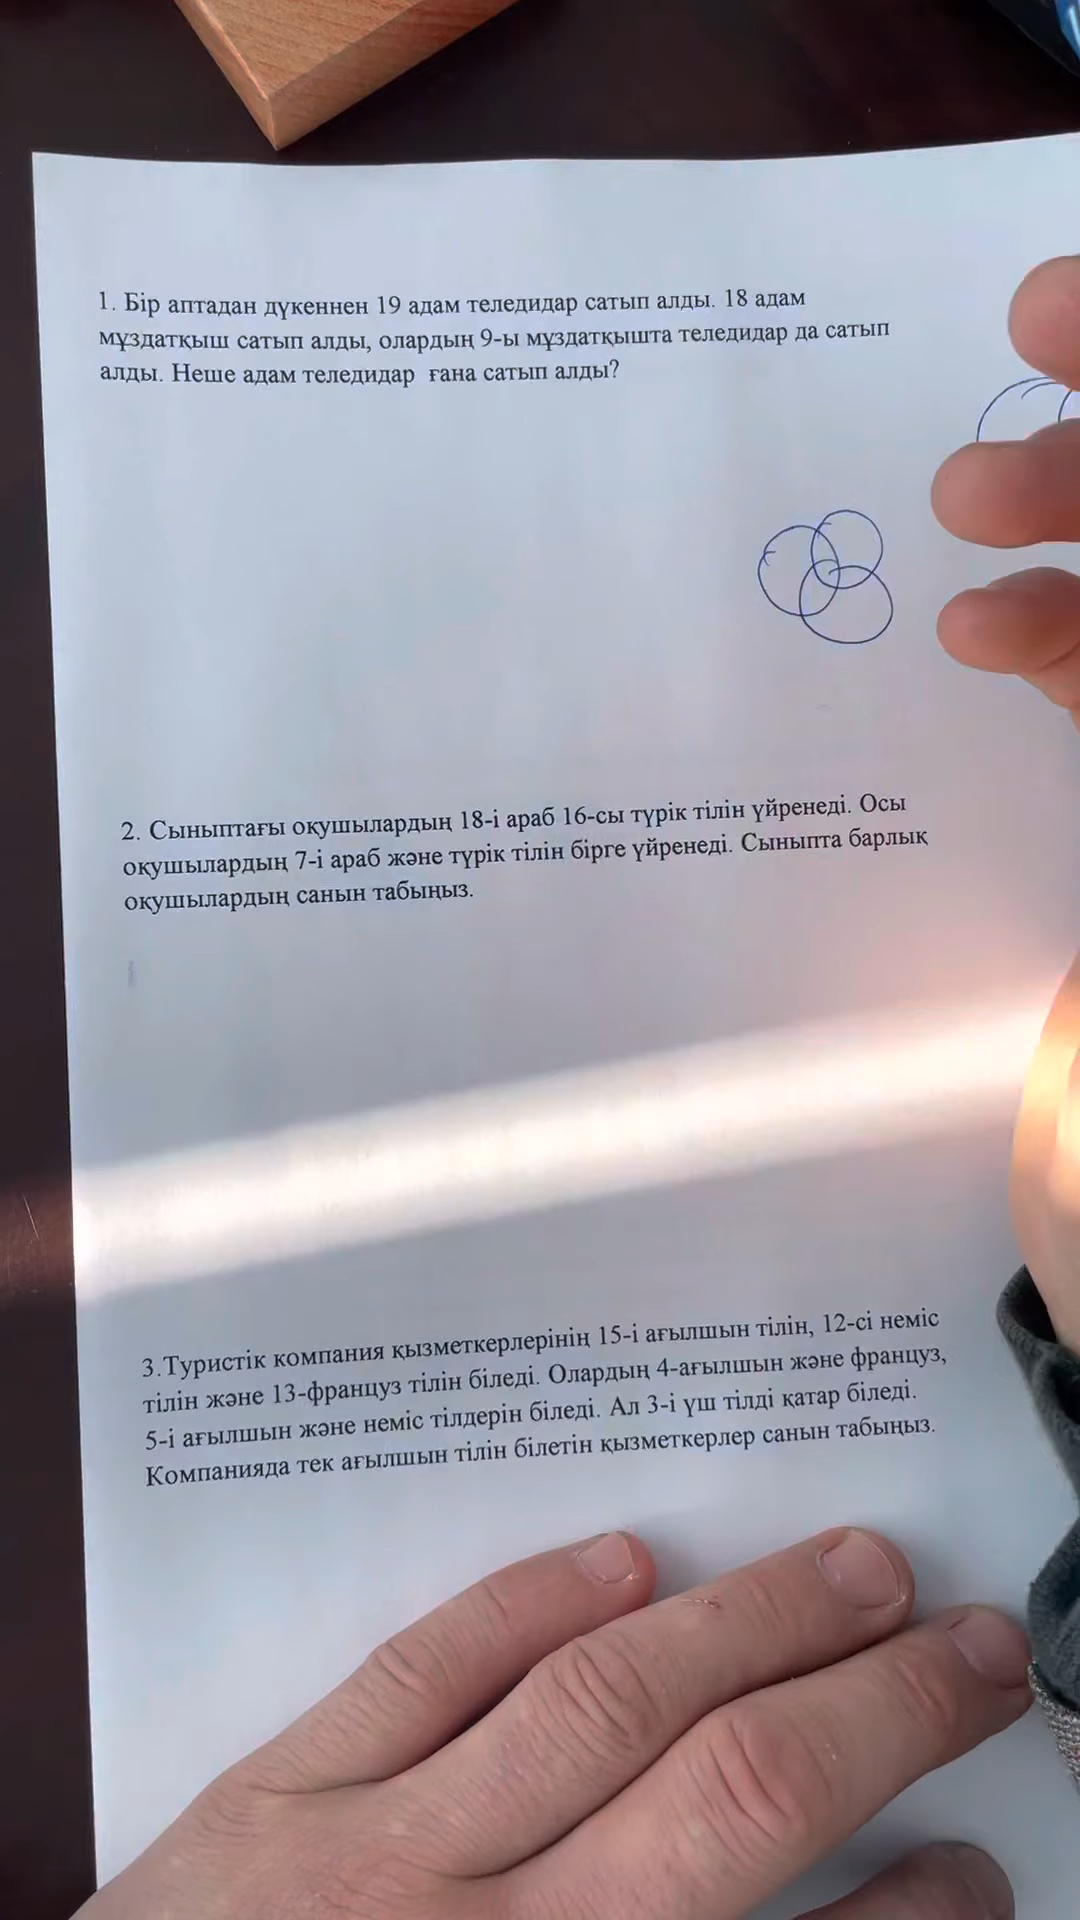 1. Бір аптадан дүкеннен 19 адам теледидар сатып алды. 18 адам
мұздатқыш сатып алды, олардың 9-ы мұздатқышта теледидар да сатып
алды. Неше адам теледидар ғана сатып алды?
2. Сыныптағы оқушылардың 18-і араб 16-сы түрік тілін үйренеді. Осы
оқушылардың 7-і араб және түрік тілін бірге үйренеді. Сыныпта барлық
оқушылардың санын табыңыз.
3.Туристік компания қызметкерлерінің 15-і ағылшын тілін, 12-сі неміс
тілін және 13-француз тілін біледі. Олардың 4-ағылшын және француз,
5-і ағылшын және неміс тілдерін біледі. Ал 3-і үш тілді қатар біледі.
Компанияда тек ағылшын тілін білетін қызметкерлер санын табыңыз.